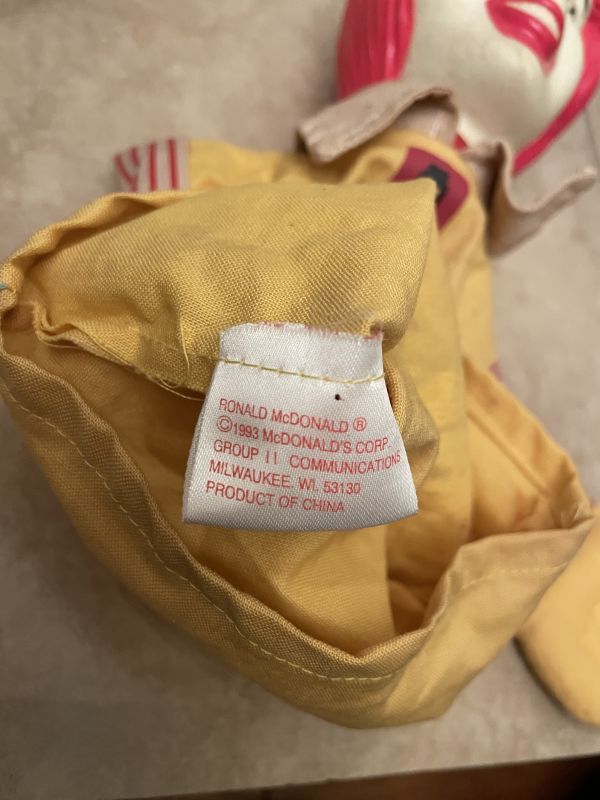 RONALD McDONALD ®
©1993 McDONALD'S CORP.
GROUP II COMMUNICATIONS
MILWAUKEE. WI. 53130
PRODUCT OF CHINA